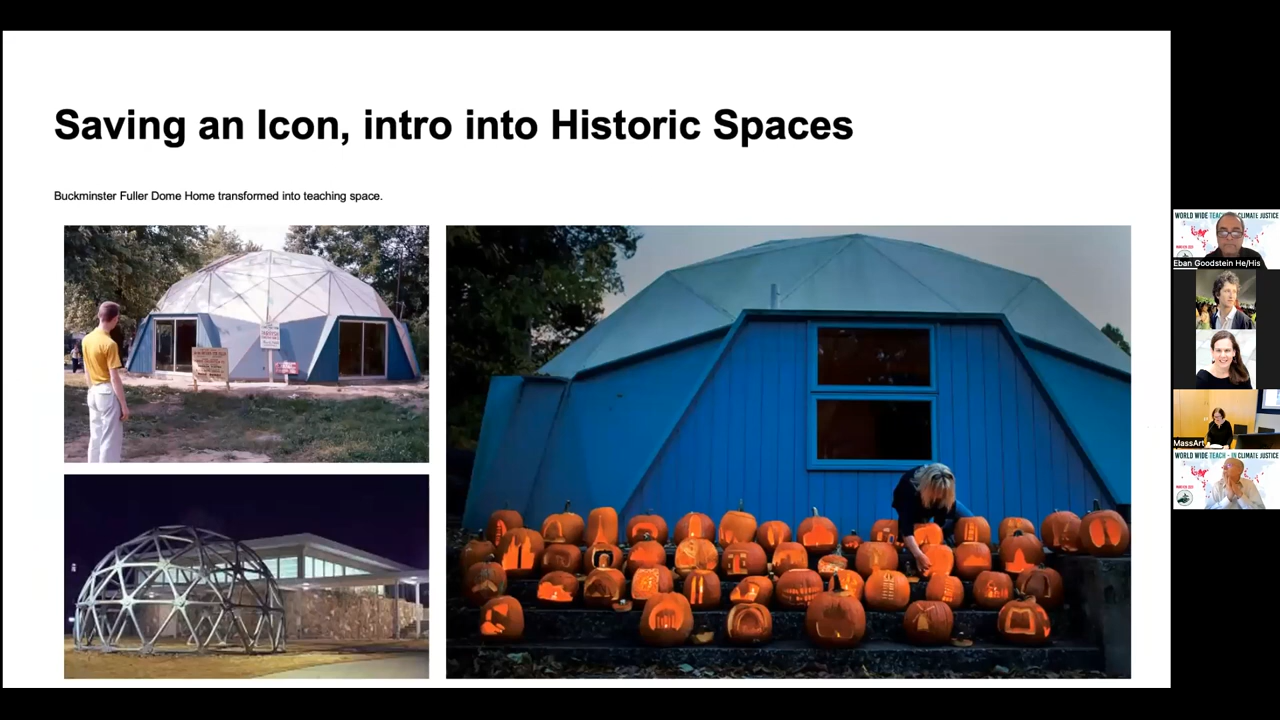 Saving an Icon, intro into Historic Spaces
Buckminster Fuller Dome Home transformed into teaching space.
WORLD WIDE TEACH-IN CLIMATE JUSTICE
Eban Goodstein He/His
MassArt
WORLD WIDE TEACH-IN CLIMATE JUSTICE